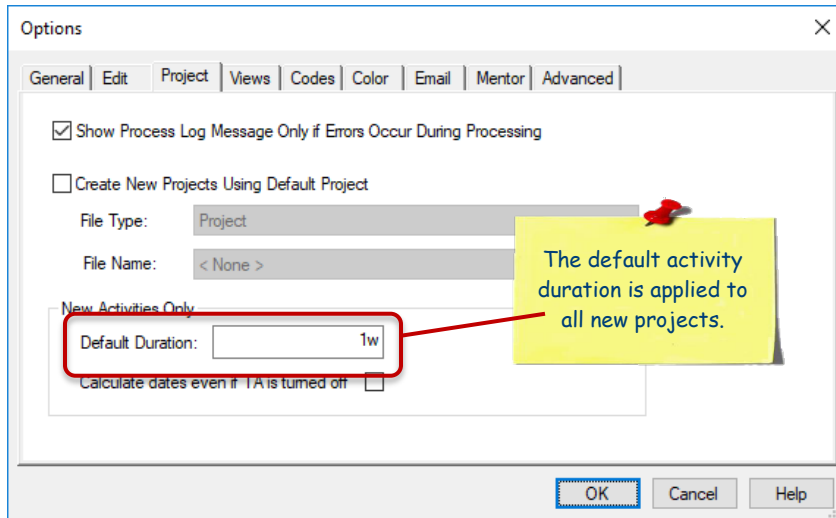 Options
General Edit Project Views Codes Color Email Mentor Advanced
Show Process Log Message Only if Errors Occur During Processing
Create New Projects Using Default Project
File Type: Project
File Name: < None >
The default activity
duration is applied to
all new projects.
New Activities Only
Default Duration: 1w
Calculate dates even if TA is turned off
OK Cancel Help